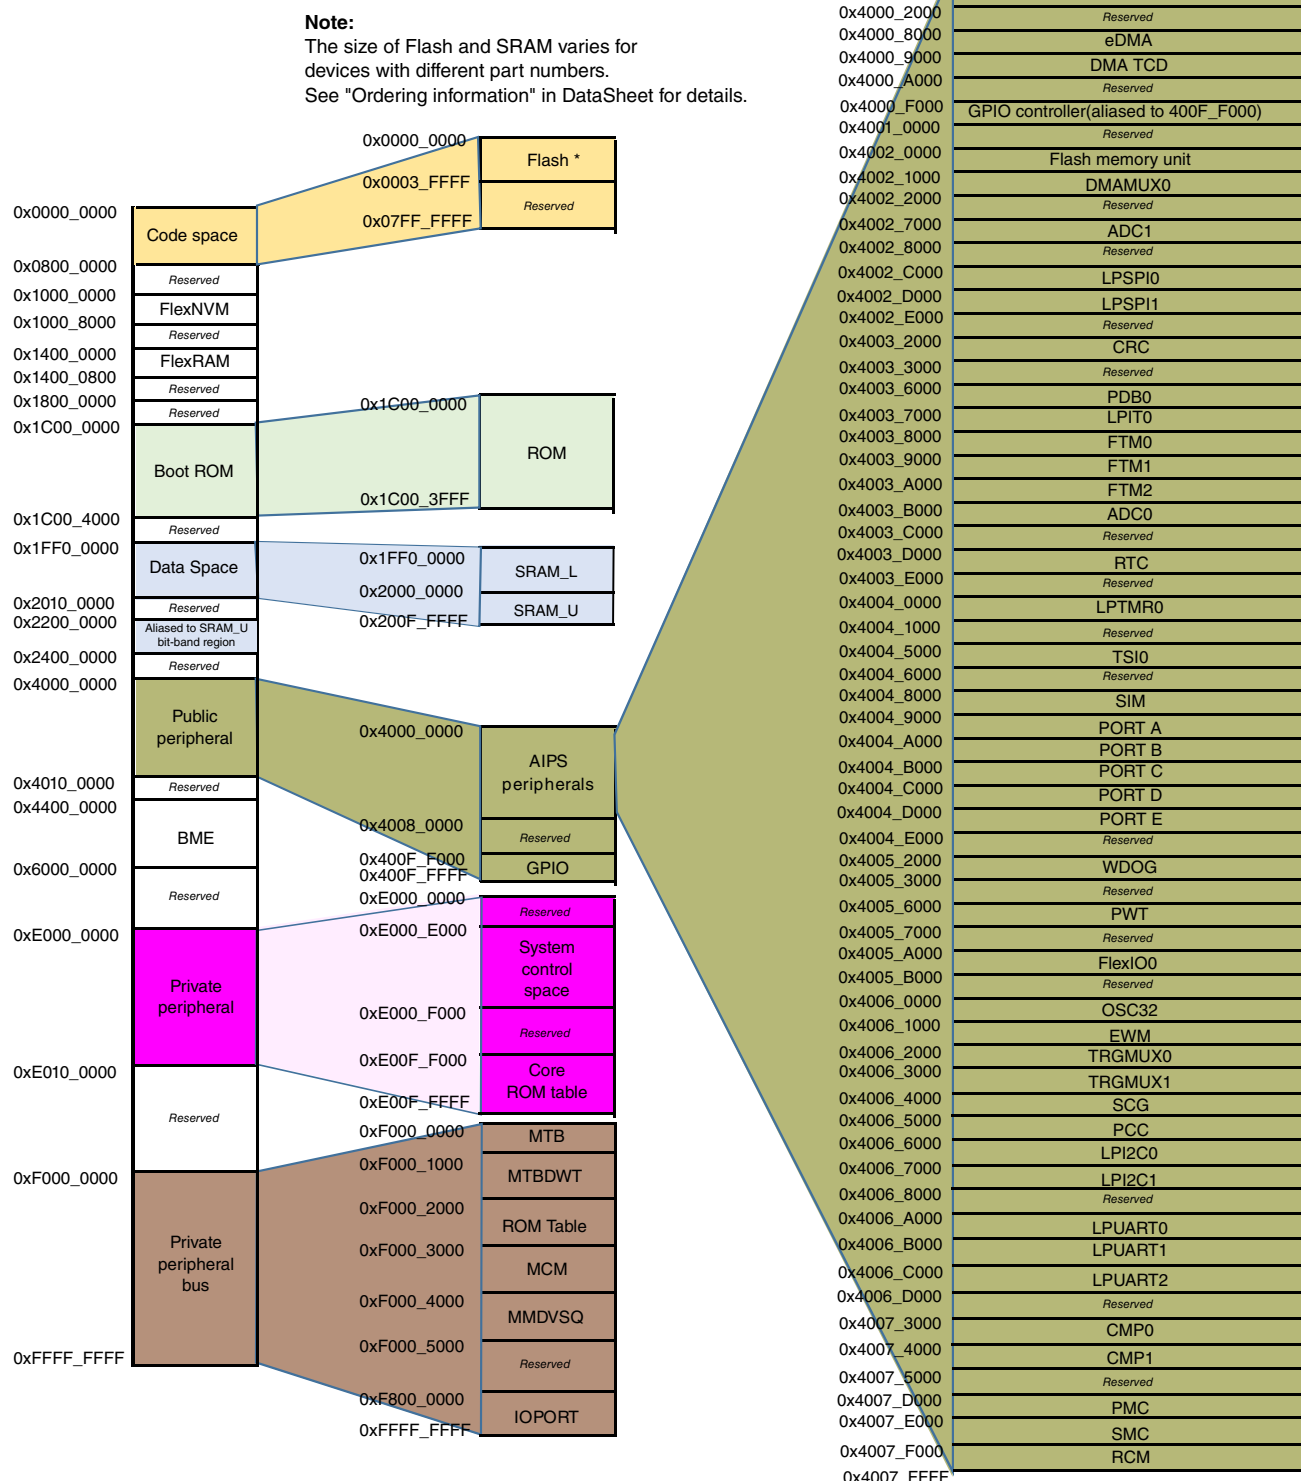 Note:
The size of Flash and SRAM varies for
devices with different part numbers.
See "Ordering information" in DataSheet for details.
0x0000_0000
Code space
0x0800_0000
Reserved
0x1000_0000
FlexNVM
0x1000_8000
Reserved
0x1400_0000
FlexRAM
0x1400_0800
Reserved
0x1800_0000
Reserved
0x1C00_0000
Boot ROM
0x1C00_4000
Reserved
0x1FF0_0000
Data Space
0x2010_0000
Reserved
0x2200_0000
Aliased to SRAM_U
bit-band region
0x2400_0000
Reserved
0x4000_0000
Public
peripheral
0x4010_0000
Reserved
0x4400_0000
BME
0x6000_0000
Reserved
0xE000_0000
Private
peripheral
0xE010_0000
Reserved
0xF000_0000
Private
peripheral
bus
0xFFFF_FFFF
0x0000_0000
Flash *
0x0003_FFFF
Reserved
0x07FF_FFFF
0x1C00_0000
ROM
0x1C00_3FFF
0x1FF0_0000
SRAM_L
0x2000_0000
SRAM_U
0x200F_FFFF
0x4000_0000
AIPS
peripherals
0x4008_0000
Reserved
0x400F_F000
GPIO
0x400F_FFFF
0xE000_0000
Reserved
0xE000_E000
System
control
space
0xE000_F000
Reserved
0xE00F_F000
Core
ROM table
0xE00F_FFFF
0xF000_0000
MTB
0xF000_1000
MTBDWT
0xF000_2000
ROM Table
0xF000_3000
MCM
0xF000_4000
MMDVSQ
0xF000_5000
Reserved
0xF800_0000
IOPORT
0xFFFF_FFFF
0x4000_2000
Reserved
0x4000_8000
eDMA
0x4000_9000
DMA TCD
0x4000_A000
Reserved
0x4000_F000
GPIO controller(aliased to 400F_F000)
0x4001_0000
Reserved
0x4002_0000
Flash memory unit
0x4002_1000
DMAMUX0
0x4002_2000
Reserved
0x4002_7000
ADC1
0x4002_8000
Reserved
0x4002_C000
LPSPI0
0x4002_D000
LPSPI1
0x4002_E000
Reserved
0x4003_2000
CRC
0x4003_3000
Reserved
0x4003_6000
PDB0
0x4003_7000
LPIT0
0x4003_8000
FTM0
0x4003_9000
FTM1
0x4003_A000
FTM2
0x4003_B000
ADC0
0x4003_C000
Reserved
0x4003_D000
RTC
0x4003_E000
Reserved
0x4004_0000
LPTMR0
0x4004_1000
Reserved
0x4004_5000
TSI0
0x4004_6000
Reserved
0x4004_8000
SIM
0x4004_9000
PORT A
0x4004_A000
PORT B
0x4004_B000
PORT C
0x4004_C000
PORT D
0x4004_D000
PORT E
0x4004_E000
Reserved
0x4005_2000
WDOG
0x4005_3000
Reserved
0x4005_6000
PWT
0x4005_7000
Reserved
0x4005_A000
FlexIO0
0x4005_B000
Reserved
0x4006_0000
OSC32
0x4006_1000
EWM
0x4006_2000
TRGMUX0
0x4006_3000
TRGMUX1
0x4006_4000
SCG
0x4006_5000
PCC
0x4006_6000
LPI2C0
0x4006_7000
LPI2C1
0x4006_8000
Reserved
0x4006_A000
LPUART0
0x4006_B000
LPUART1
0x4006_C000
LPUART2
0x4006_D000
Reserved
0x4007_3000
CMP0
0x4007_4000
CMP1
0x4007_5000
Reserved
0x4007_D000
PMC
0x4007_E000
SMC
0x4007_F000
RCM
0x4007_FFFF